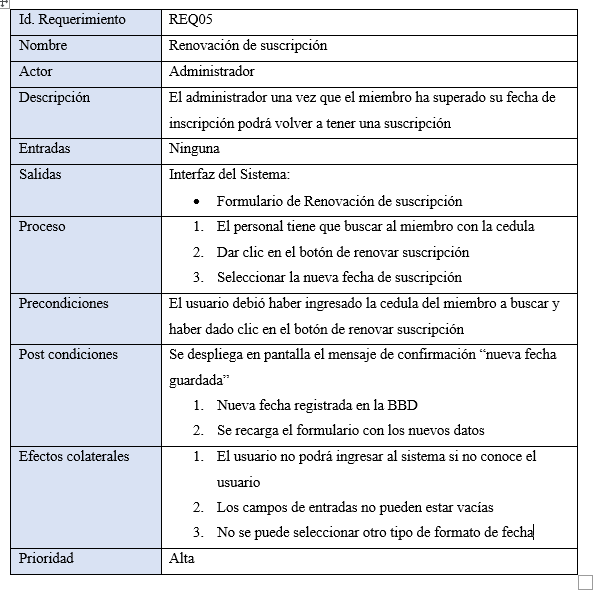 Id. Requerimiento REQ05
Nombre Renovación de suscripción
Actor Administrador
Descripción El administrador una vez que el miembro ha superado su fecha de
inscripción podrá volver a tener una suscripción
Entradas Ninguna
Salidas Interfaz del Sistema:
• Formulario de Renovación de suscripción
Proceso 1. El personal tiene que buscar al miembro con la cedula
2. Dar clic en el botón de renovar suscripción
3. Seleccionar la nueva fecha de suscripción
Precondiciones El usuario debió haber ingresado la cedula del miembro a buscar y
haber dado clic en el botón de renovar suscripción
Post condiciones Se despliega en pantalla el mensaje de confirmación “nueva fecha
guardada”
1. Nueva fecha registrada en la BBD
2. Se recarga el formulario con los nuevos datos
Efectos colaterales 1. El usuario no podrá ingresar al sistema si no conoce el
usuario
2. Los campos de entradas no pueden estar vacías
3. No se puede seleccionar otro tipo de formato de fecha
Prioridad Alta